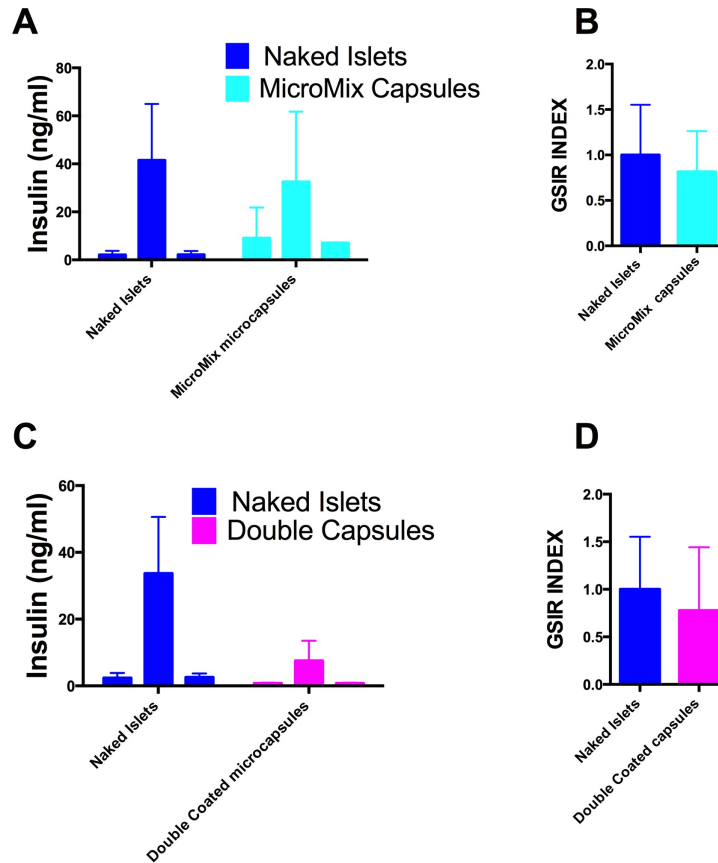 A
Naked Islets
MicroMix Capsules
Insulin (ng/ml)
80
60
40
20
0
Naked Islets
MicroMix microcapsules
B
GSIR INDEX
2.0
1.5
1.0
0.5
0.0
Naked Islets
MicroMix capsules
C
Naked Islets
Double Capsules
Insulin (ng/ml)
60
40
20
0
Naked Islets
Double Coated microcapsules
D
GSIR INDEX
2.0
1.5
1.0
0.5
0.0
Naked Islets
Double Coated capsules